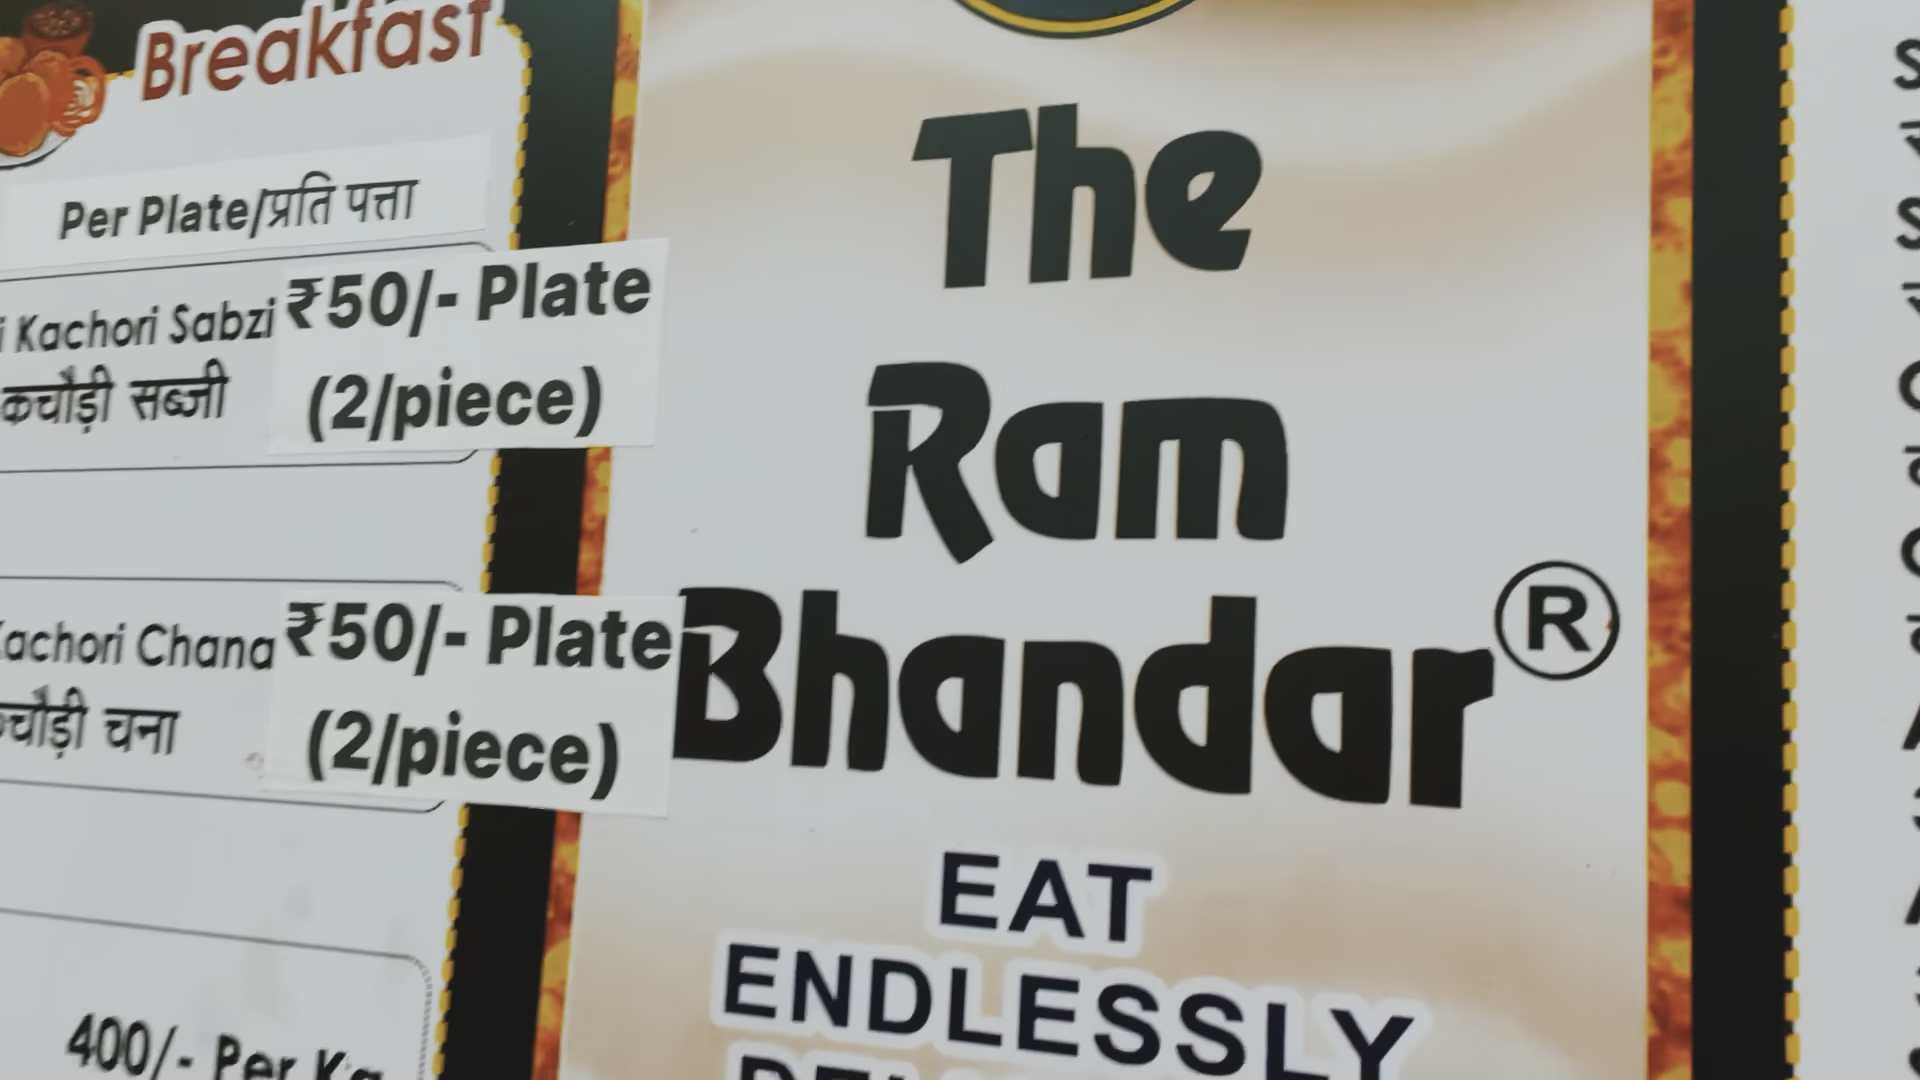 Breakfast
Per Plate/प्रति पत्ता
Kachori Sabzi ₹50/- Plate
कचौड़ी सब्जी (2/piece)
Kachori Chana ₹50/- Plate
कचौड़ी चना (2/piece)
400/- Per Kg
The
Ram
Bhandar®
EAT
ENDLESSLY